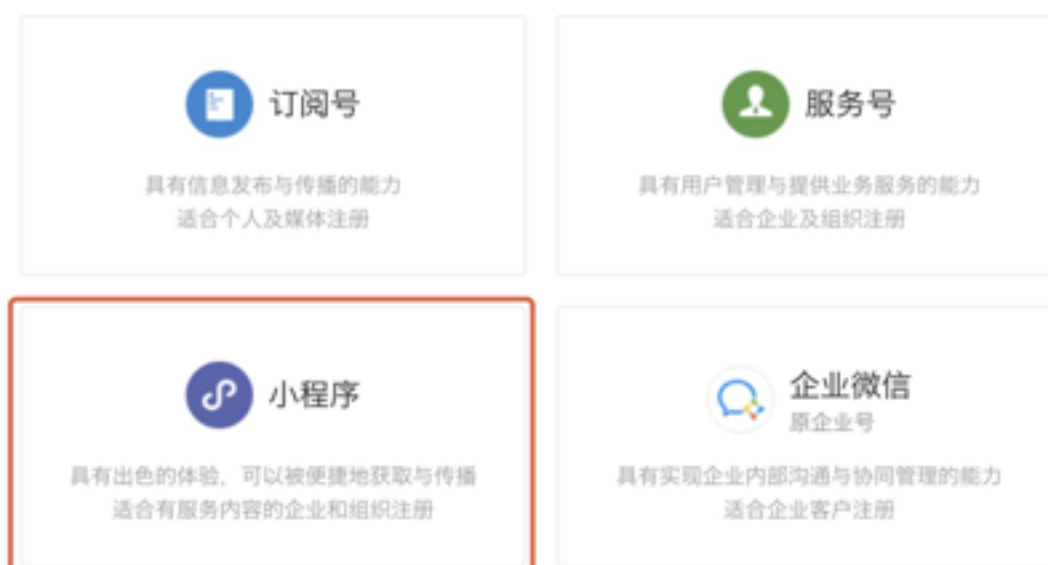 订阅号
具有信息发布与传播的能力
适合个人及媒体注册
服务号
具有用户管理与提供业务服务的能力
适合企业及组织注册
小程序
具有出色的体验，可以被便捷地获取与传播
适合有服务内容的企业和组织注册
企业微信
原企业号
具有实现企业内部沟通与协同管理的能力
适合企业客户注册